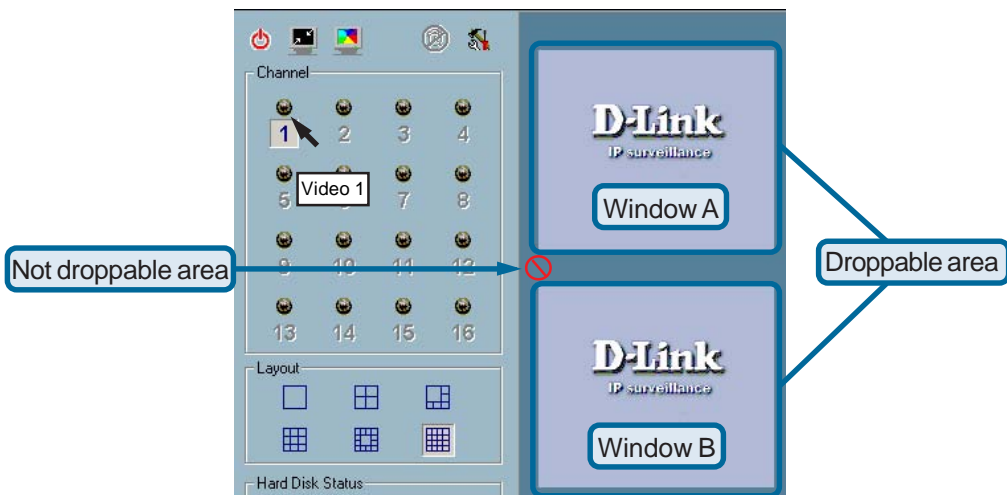 Channel
1 2 3 4
Video 1
5 7 8
9 10 11 12
13 14 15 16
Layout
Hard Disk Status
D-Link
IP surveillance
Window A
Not droppable area
Droppable area
D-Link
IP surveillance
Window B